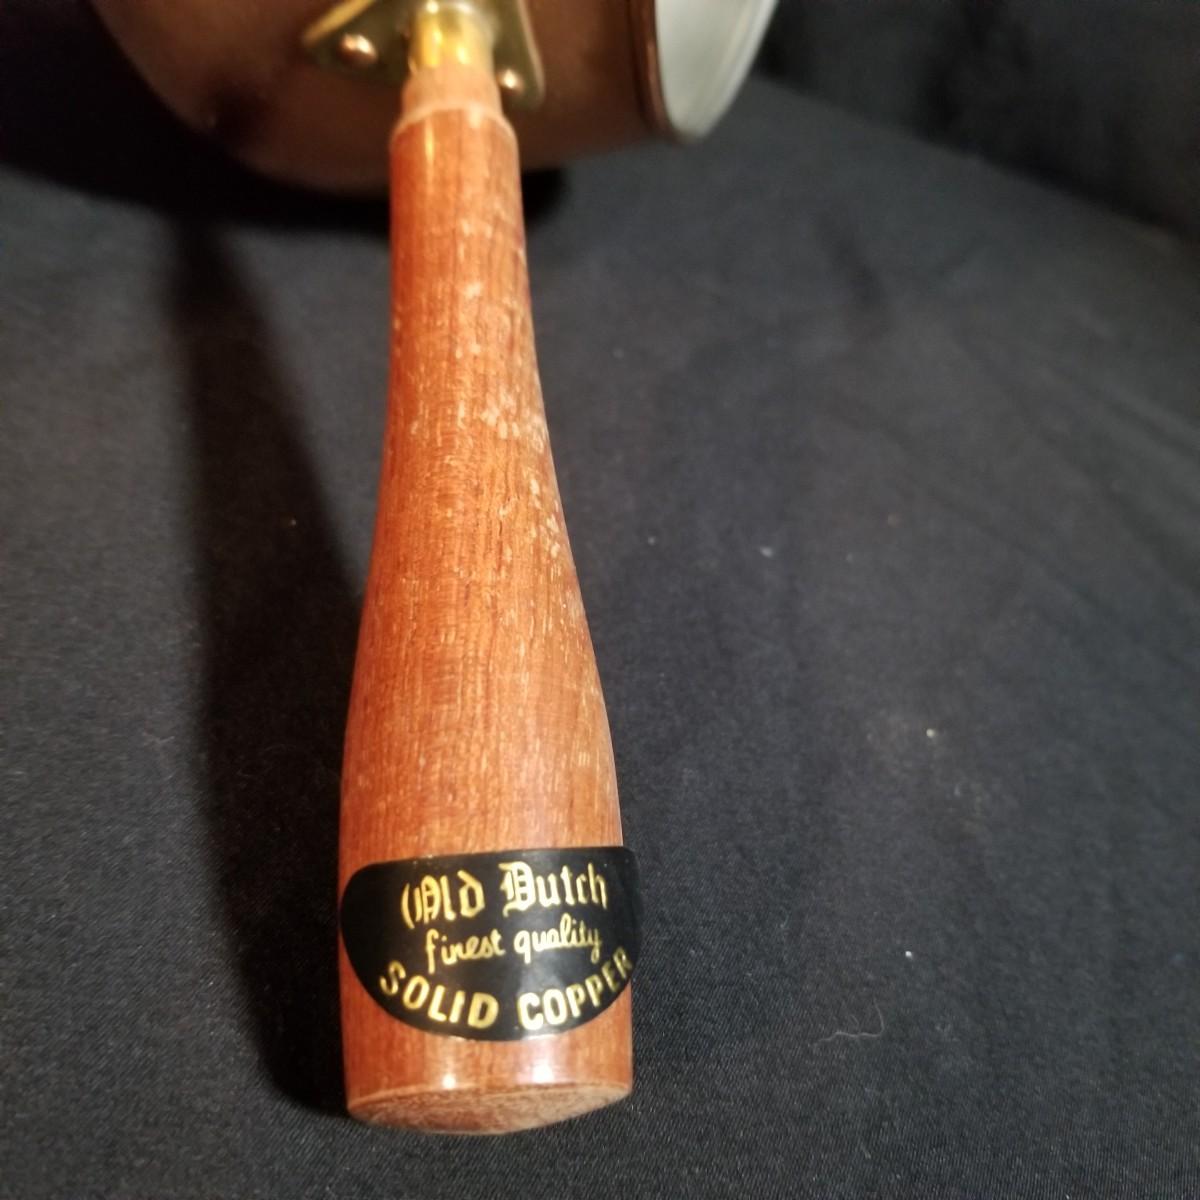 Old Dutch
finest quality
SOLID COPPER